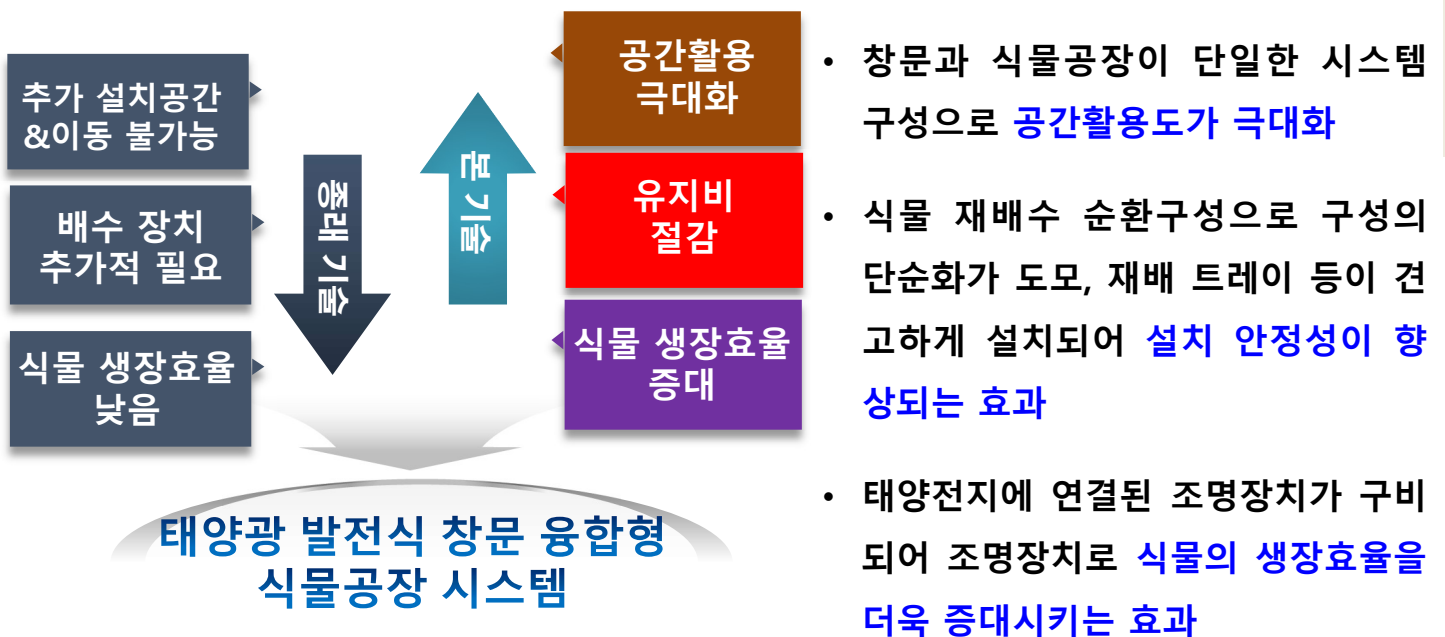 추가 설치공간
&이동 불가능
배수 장치
추가적 필요
식물 생장효율
낮음
종래 기술
본 기술
공간활용
극대화
유지비
절감
식물 생장효율
증대
태양광 발전식 창문 융합형
식물공장 시스템
• 창문과 식물공장이 단일한 시스템
구성으로 공간활용도가 극대화
• 식물 재배수 순환구성으로 구성의
단순화가 도모, 재배 트레이 등이 견
고하게 설치되어 설치 안정성이 향
상되는 효과
• 태양전지에 연결된 조명장치가 구비
되어 조명장치로 식물의 생장효율을
더욱 증대시키는 효과